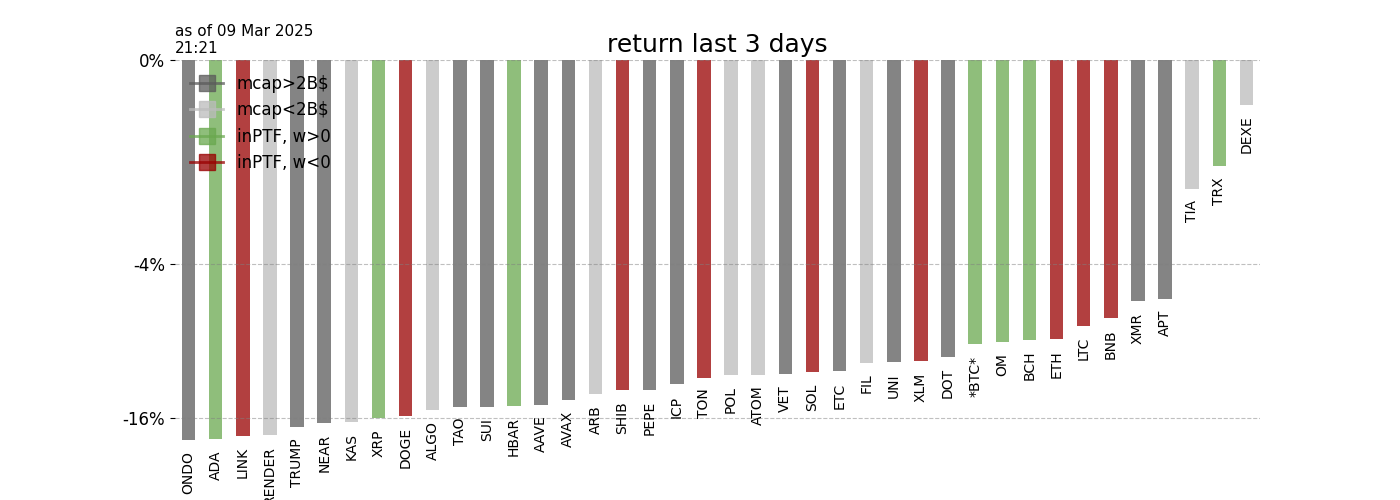 as of 09 Mar 2025
21:21
return last 3 days
0%
-4%
-16%
mcap>2B$
mcap<2B$
inPTF, w>0
inPTF, w<0
ONDO
ADA
LINK
RENDER
TRUMP
NEAR
KAS
XRP
DOGE
ALGO
TAO
SUI
HBAR
AAVE
AVAX
ARB
SHIB
PEPE
ICP
TON
POL
ATOM
VET
SOL
ETC
FIL
UNI
XLM
DOT
*BTC*
OM
BCH
ETH
LTC
BNB
XMR
APT
TIA
TRX
DEXE